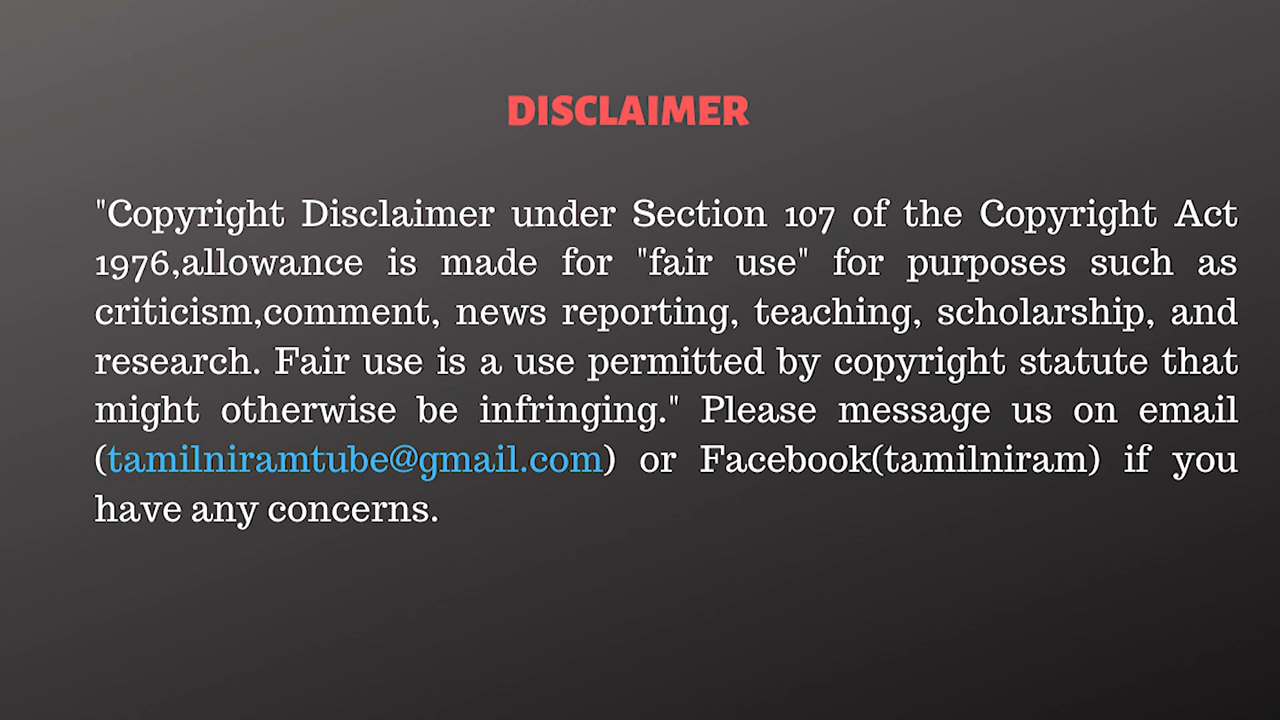 DISCLAIMER
"Copyright Disclaimer under Section 107 of the Copyright Act
1976,allowance is made for "fair use" for purposes such as
criticism,comment, news reporting, teaching, scholarship, and
research. Fair use is a use permitted by copyright statute that
might otherwise be infringing." Please message us on email
(tamilniramtube@gmail.com) or Facebook(tamilniram) if you
have any concerns.